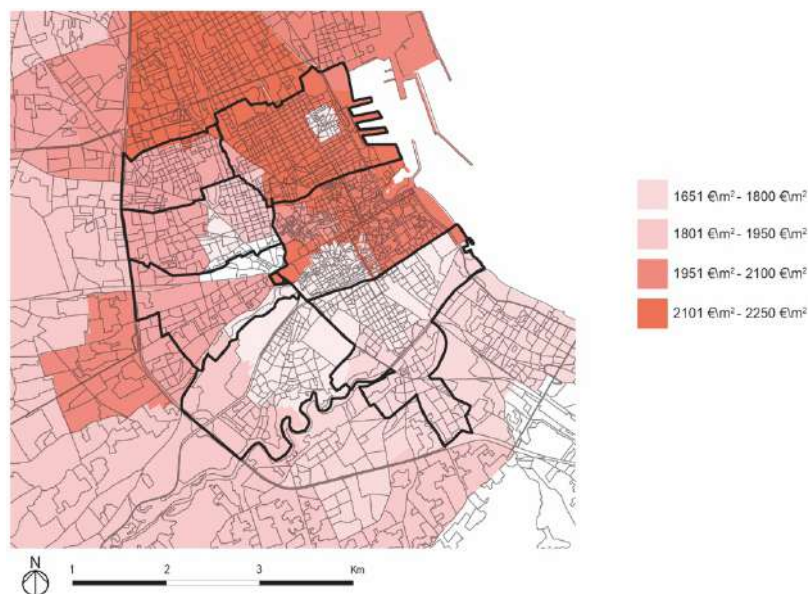 1651 €\m² - 1800 €\m²
1801 €\m² - 1950 €\m²
1951 €\m² - 2100 €\m²
2101 €\m² - 2250 €\m²
N
1 2 3 Km